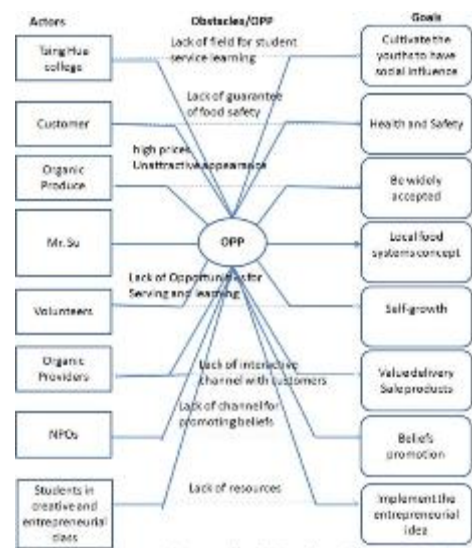 Actors
Obstacles/OPP
Goals
Tsing Hua
college
Lack of field for student
service learning
Cultivate the
youths to have
social influence
Customer
Lack of guarantee
of food safety
Health and Safety
Organic
Produce
high prices
Unattractive appearance
Be widely
accepted
Mr. Su
OPP
Local food
systems concept
Volunteers
Lack of Opportunities for
Serving and learning
Self-growth
Organic
Providers
Lack of interactive
channel with customers
Value delivery
Sale products
NPOs
Lack of channel for
promoting beliefs
Beliefs
promotion
Students in
creative and
entrepreneurial
class
Lack of resources
Implement the
entrepreneurial
idea